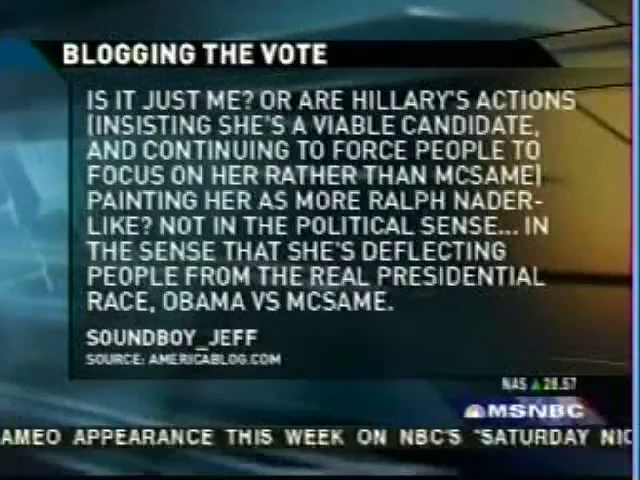 BLOGGING THE VOTE
IS IT JUST ME? OR ARE HILLARY'S ACTIONS
(INSISTING SHE'S A VIABLE CANDIDATE,
AND CONTINUING TO FORCE PEOPLE TO
FOCUS ON HER RATHER THAN MCSAME)
PAINTING HER AS MORE RALPH NADER-
LIKE? NOT IN THE POLITICAL SENSE... IN
THE SENSE THAT SHE'S DEFLECTING
PEOPLE FROM THE REAL PRESIDENTIAL
RACE, OBAMA VS MCSAME.
SOUNDBOY_JEFF
SOURCE: AMERICABLOG.COM
NAS ▲ 28.57
MSNBC
AMEO APPEARANCE THIS WEEK ON NBC'S "SATURDAY NIG